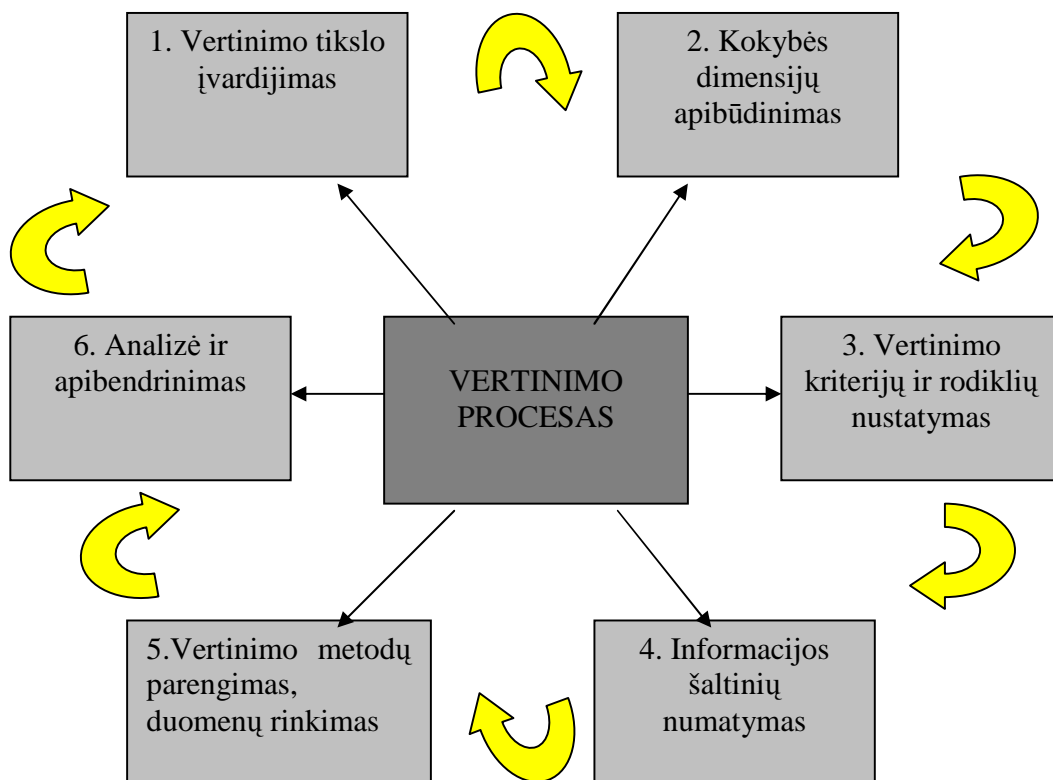 1. Vertinimo tikslo
įvardijimas
2. Kokybės
dimensijų
apibūdinimas
3. Vertinimo
kriterijų ir rodiklių
nustatymas
4. Informacijos
šaltinių
numatymas
5.Vertinimo metodų
parengimas,
duomenų rinkimas
6. Analizė ir
apibendrinimas
VERTINIMO
PROCESAS